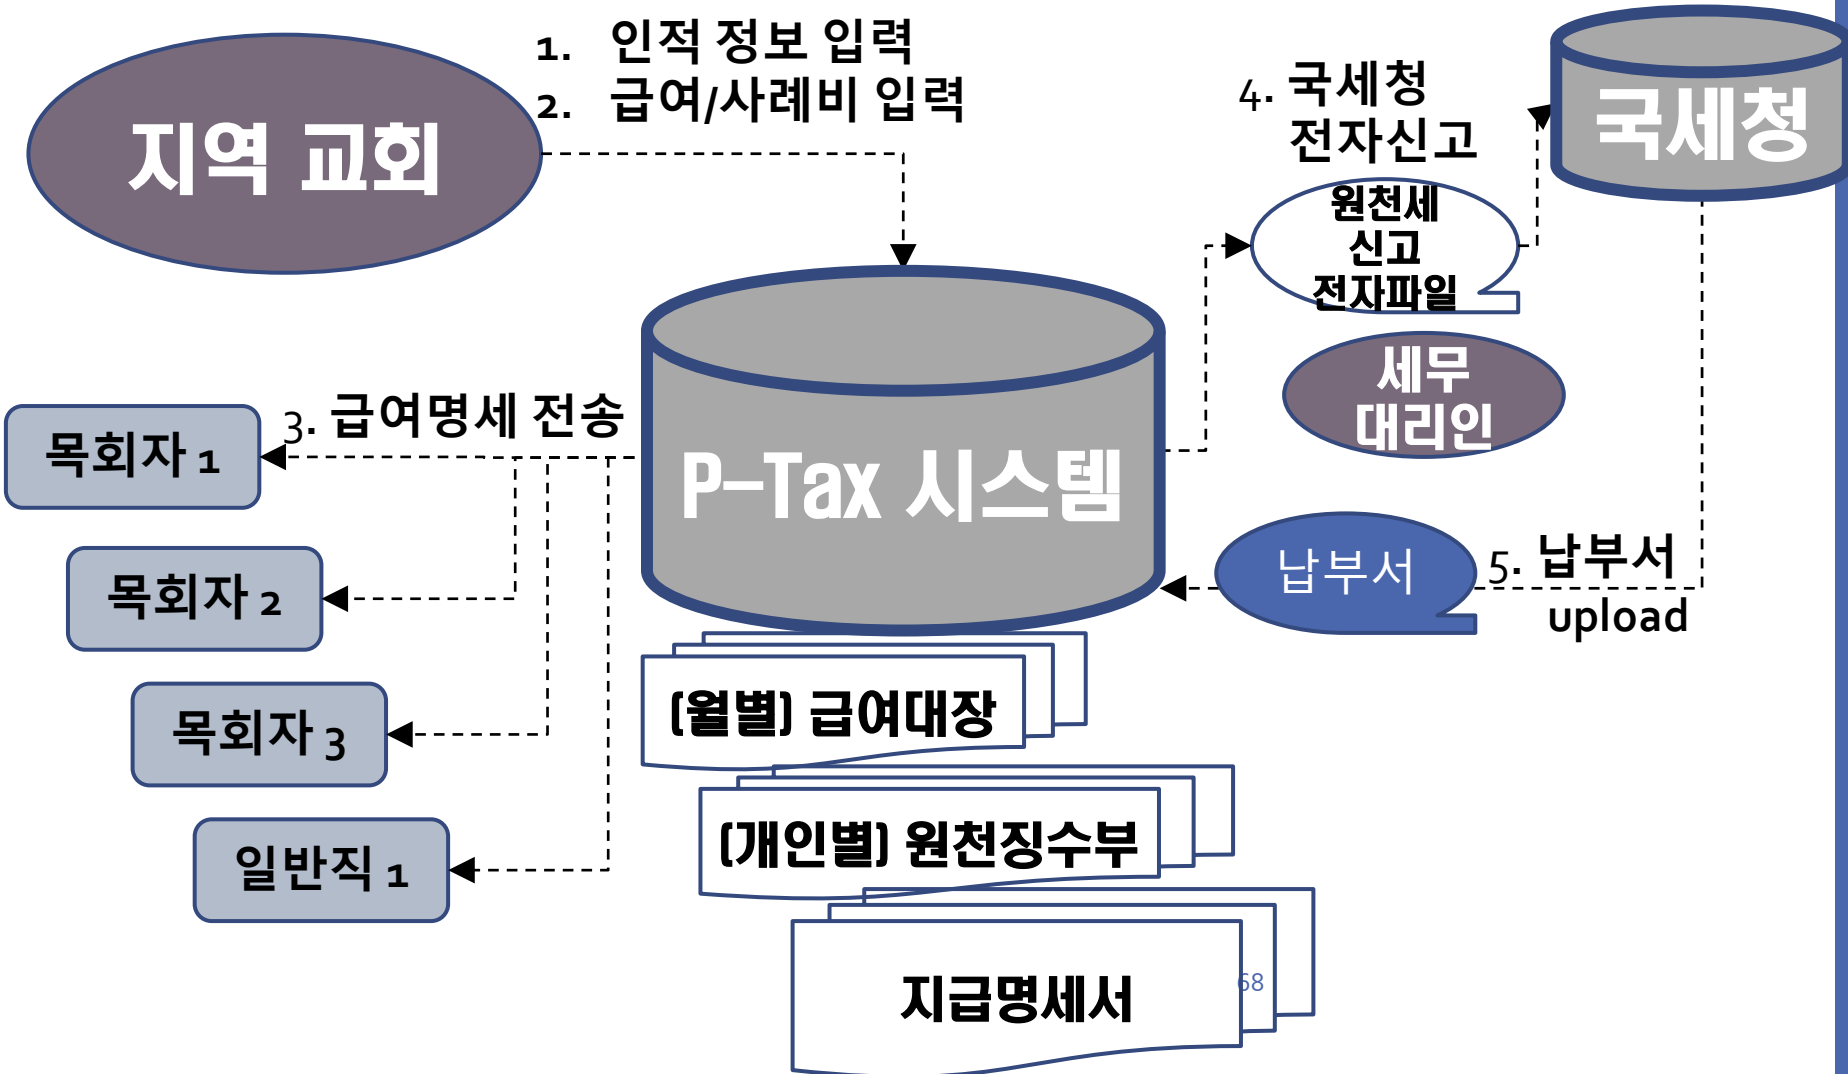 1. 인적 정보 입력
2. 급여/사례비 입력
지역 교회
4. 국세청
전자신고
국세청
원천세
신고
전자파일
세무
대리인
3. 급여명세 전송
목회자 1
목회자 2
목회자 3
일반직 1
P-Tax 시스템
납부서
5. 납부서
upload
(월별) 급여대장
(개인별) 원천징수부
지급명세서
68